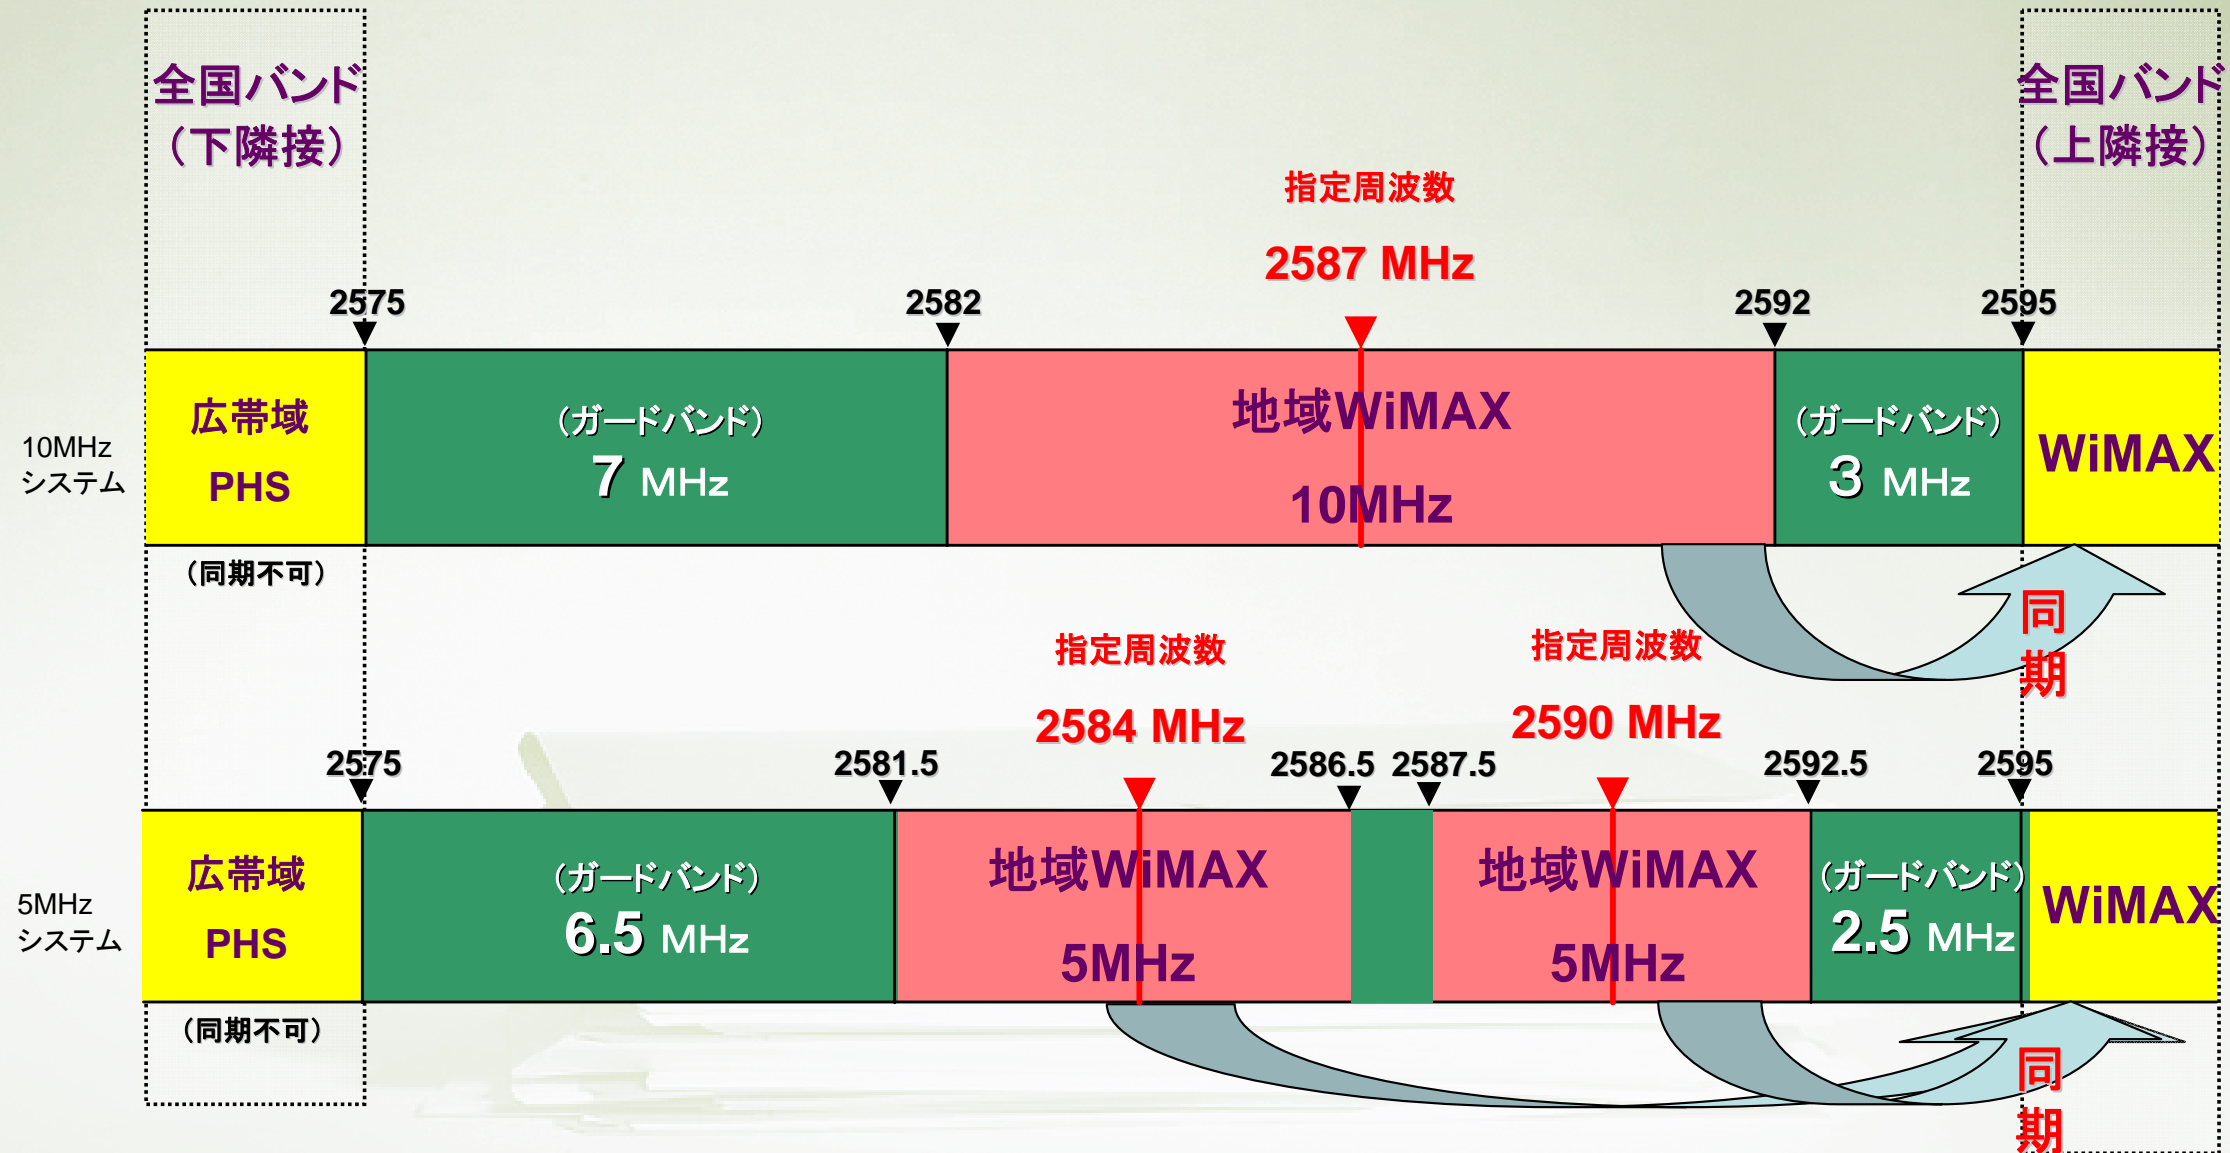 全国バンド
（下隣接）
全国バンド
（上隣接）
指定周波数
2587 MHz
2575
2582
2592
2595
10MHz
システム
広帯域
PHS
（ガードバンド）
7 MHz
地域WiMAX
10MHz
（ガードバンド）
3 MHz
WiMAX
（同期不可）
同
期
指定周波数
2584 MHz
指定周波数
2590 MHz
2575
2581.5
2586.5
2587.5
2592.5
2595
5MHz
システム
広帯域
PHS
（ガードバンド）
6.5 MHz
地域WiMAX
5MHz
地域WiMAX
5MHz
（ガードバンド）
2.5 MHz
WiMAX
（同期不可）
同
期